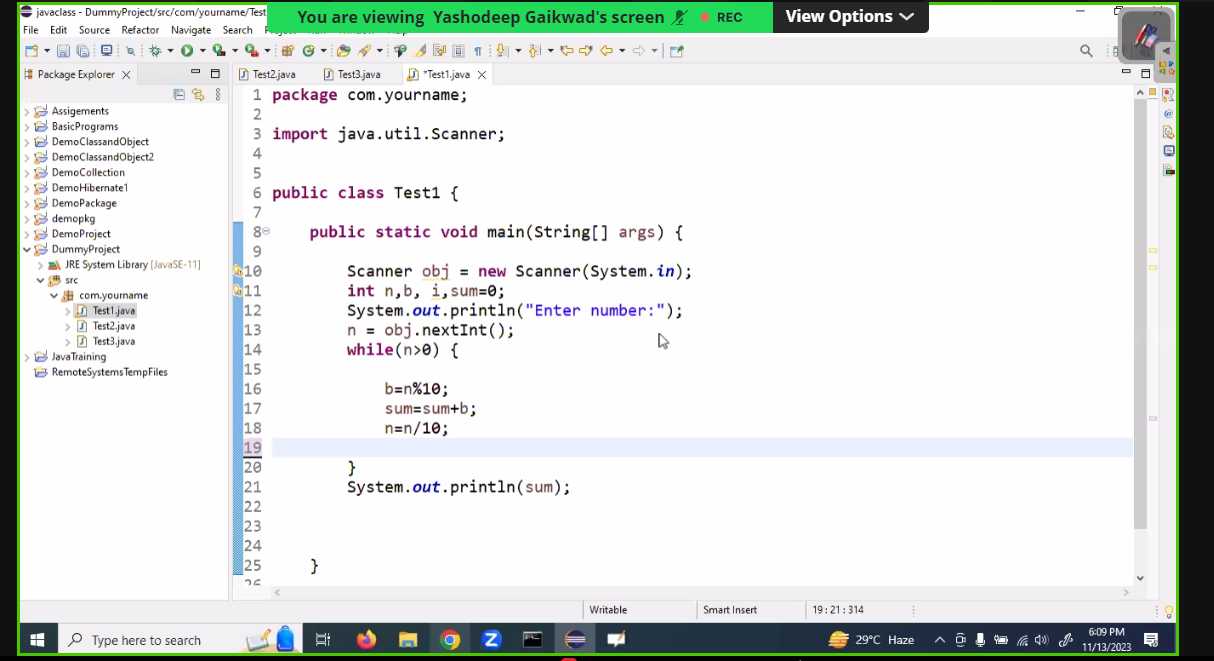 javaclass - DummyProject/src/com/yourname/Test
You are viewing Yashodeep Gaikwad's screen
REC
View Options
File Edit Source Refactor Navigate Search
Package Explorer
Test2.java
Test3.java
*Test1.java
Assigements
BasicPrograms
DemoClassandObject
DemoClassandObject2
DemoCollection
DemoHibernate1
DemoPackage
demopkg
DemoProject
DummyProject
JRE System Library [JavaSE-11]
src
com.yourname
Test1.java
Test2.java
Test3.java
JavaTraining
RemoteSystemsTempFiles
1 package com.yourname;
2
3 import java.util.Scanner;
4
5
6 public class Test1 {
7
8 public static void main(String[] args) {
9
10 Scanner obj = new Scanner(System.in);
11 int n,b, i,sum=0;
12 System.out.println("Enter number:");
13 n = obj.nextInt();
14 while(n>0) {
15
16 b=n%10;
17 sum=sum+b;
18 n=n/10;
19
20 }
21 System.out.println(sum);
22
23
24
25 }
26
Writable
Smart Insert
19 : 21 : 314
Type here to search
29°C Haze
6:09 PM
11/13/2023